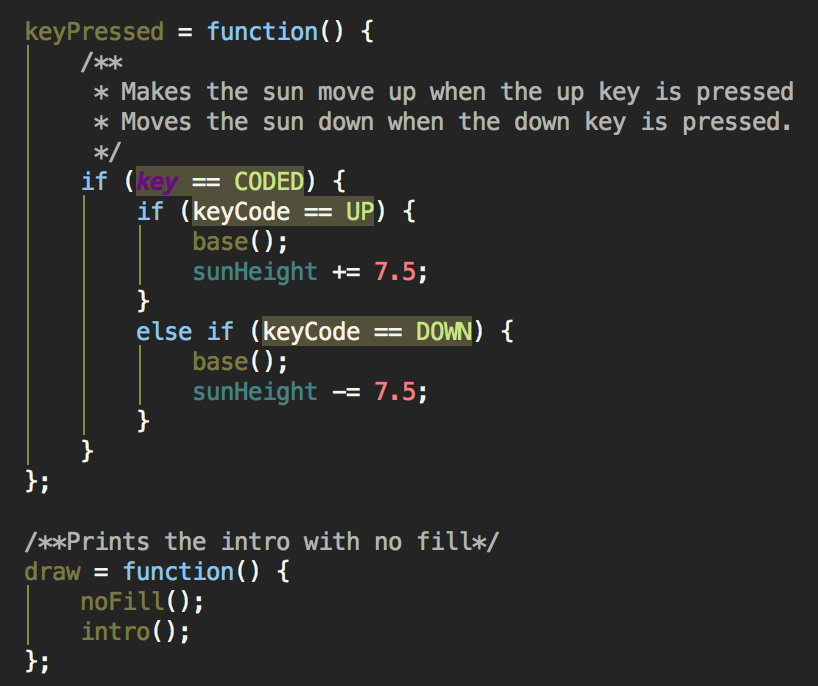 keyPressed = function() {
    /**
     * Makes the sun move up when the up key is pressed
     * Moves the sun down when the down key is pressed.
     */
    if (key == CODED) {
        if (keyCode == UP) {
            base();
            sunHeight += 7.5;
        }
        else if (keyCode == DOWN) {
            base();
            sunHeight -= 7.5;
        }
    }
};

/**Prints the intro with no fill*/
draw = function() {
    noFill();
    intro();
};